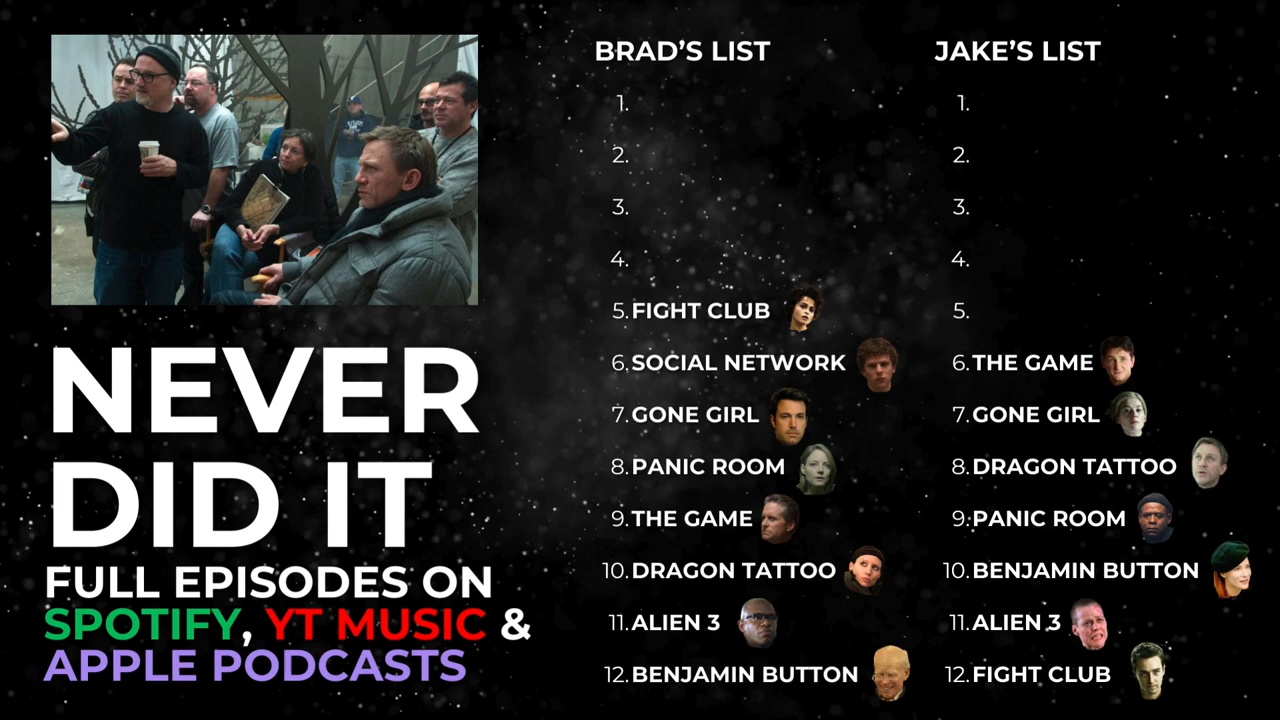 NEVER
DID IT
FULL EPISODES ON
SPOTIFY, YT MUSIC &
APPLE PODCASTS
BRAD’S LIST
1.
2.
3.
4.
5. FIGHT CLUB
6. SOCIAL NETWORK
7. GONE GIRL
8. PANIC ROOM
9. THE GAME
10. DRAGON TATTOO
11. ALIEN 3
12. BENJAMIN BUTTON
JAKE’S LIST
1.
2.
3.
4.
5.
6. THE GAME
7. GONE GIRL
8. DRAGON TATTOO
9. PANIC ROOM
10. BENJAMIN BUTTON
11. ALIEN 3
12. FIGHT CLUB